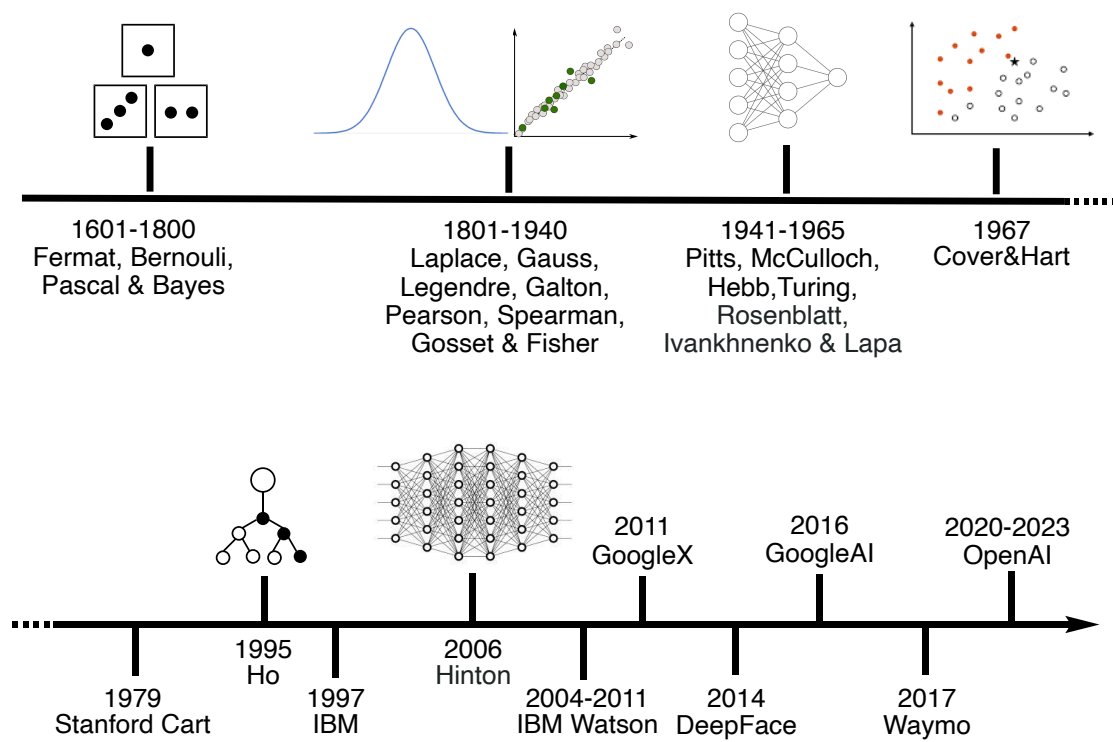 1601-1800
Fermat, Bernouli,
Pascal & Bayes
1801-1940
Laplace, Gauss,
Legendre, Galton,
Pearson, Spearman,
Gosset & Fisher
1941-1965
Pitts, McCulloch,
Hebb,Turing,
Rosenblatt,
Ivankhnenko & Lapa
1967
Cover&Hart
1979
Stanford Cart
1995
Ho
1997
IBM
2006
Hinton
2004-2011
IBM Watson
2011
GoogleX
2014
DeepFace
2016
GoogleAI
2017
Waymo
2020-2023
OpenAI